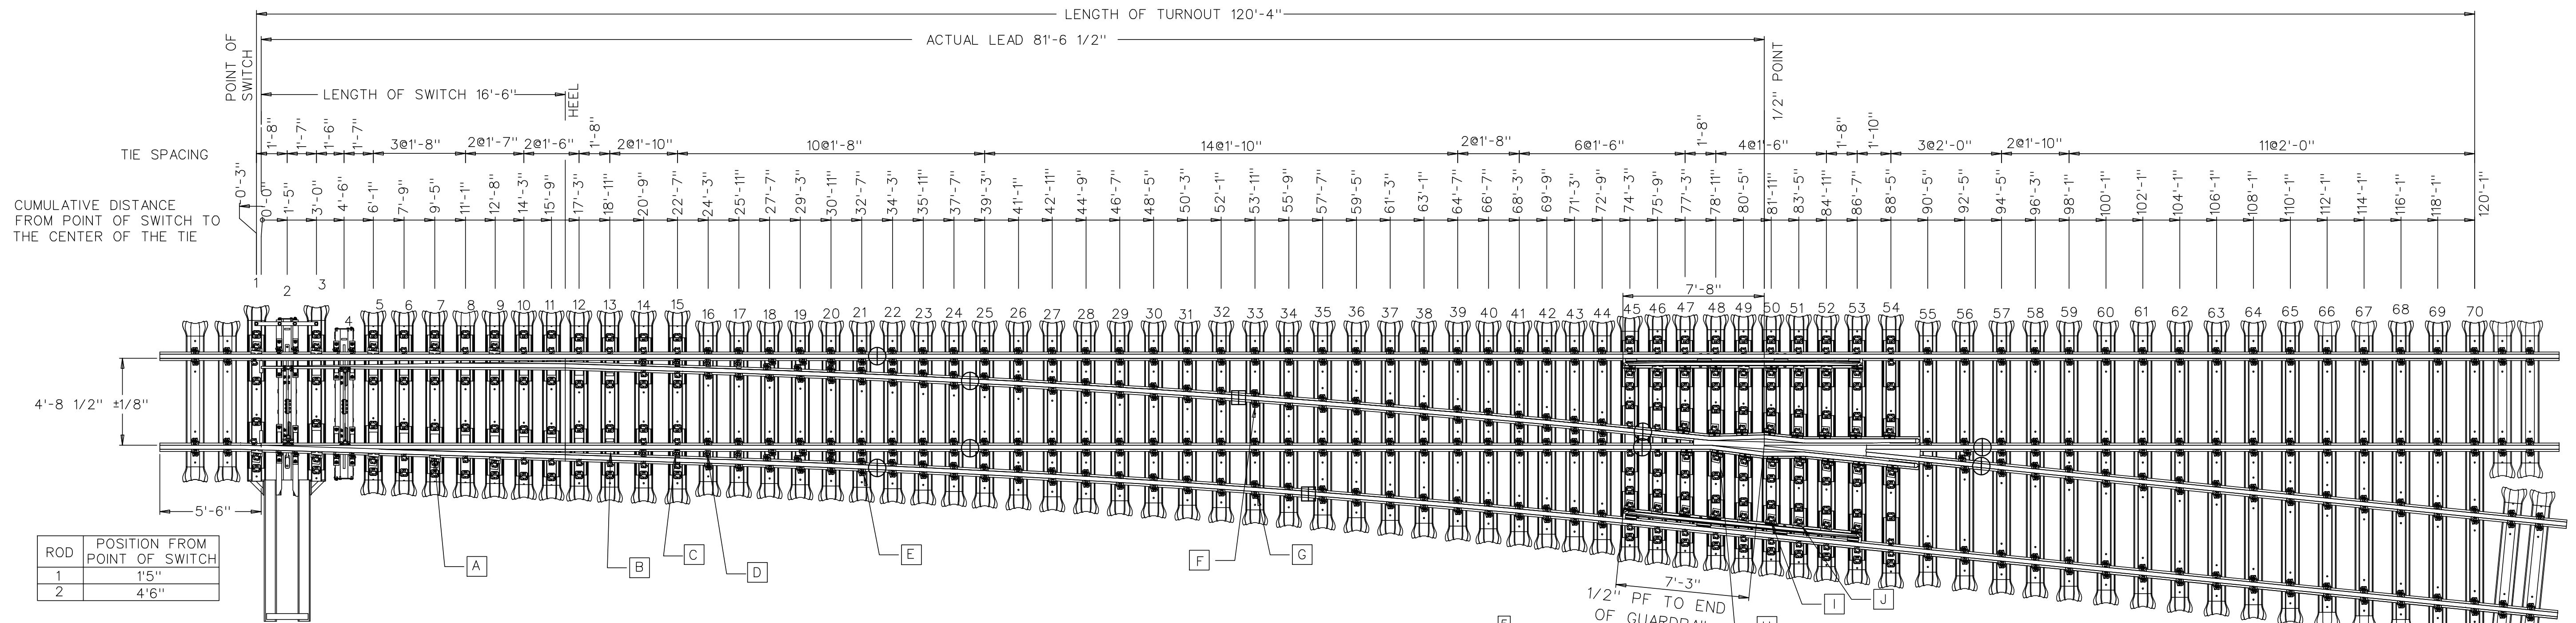 LENGTH OF TURNOUT 120'-4"
ACTUAL LEAD 81'-6 1/2"
POINT OF
SWITCH
1/2" POINT
LENGTH OF SWITCH 16'-6"
HEEL
TIE SPACING
1'-8" 1'-7" 1'-6" 1'-7" 3@1'-8" 2@1'-7" 2@1'-6" 1'-8" 2@1'-10" 10@1'-8" 14@1'-10" 2@1'-8" 6@1'-6" 1'-8" 4@1'-6" 1'-8" 1'-10" 3@2'-0" 2@1'-10" 11@2'-0"
CUMULATIVE DISTANCE
FROM POINT OF SWITCH TO
THE CENTER OF THE TIE
0'-3" 0'-0" 1'-5" 3'-0" 4'-6" 6'-1" 7'-9" 9'-5" 11'-1" 12'-8" 14'-3" 15'-9" 17'-3" 18'-11" 20'-9" 22'-7" 24'-3" 25'-11" 27'-7" 29'-3" 30'-11" 32'-7" 34'-3" 35'-11" 37'-7" 39'-3" 41'-1" 42'-11" 44'-9" 46'-7" 48'-5" 50'-3" 52'-1" 53'-11" 55'-9" 57'-7" 59'-5" 61'-3" 63'-1" 64'-7" 66'-7" 68'-3" 69'-9" 71'-3" 72'-9" 74'-3" 75'-9" 77'-3" 78'-11" 80'-5" 81'-11" 83'-5" 84'-11" 86'-7" 88'-5" 90'-5" 92'-5" 94'-5" 96'-3" 98'-1" 100'-1" 102'-1" 104'-1" 106'-1" 108'-1" 110'-1" 112'-1" 114'-1" 116'-1" 118'-1" 120'-1"
7'-8"
1 2 3 4 5 6 7 8 9 10 11 12 13 14 15 16 17 18 19 20 21 22 23 24 25 26 27 28 29 30 31 32 33 34 35 36 37 38 39 40 41 42 43 44 45 46 47 48 49 50 51 52 53 54 55 56 57 58 59 60 61 62 63 64 65 66 67 68 69 70
4'-8 1/2" ±1/8"
5'-6"
ROD POSITION FROM
POINT OF SWITCH
1 1'5"
2 4'6"
A B C D E F G
7'-3"
1/2" PF TO END
I J